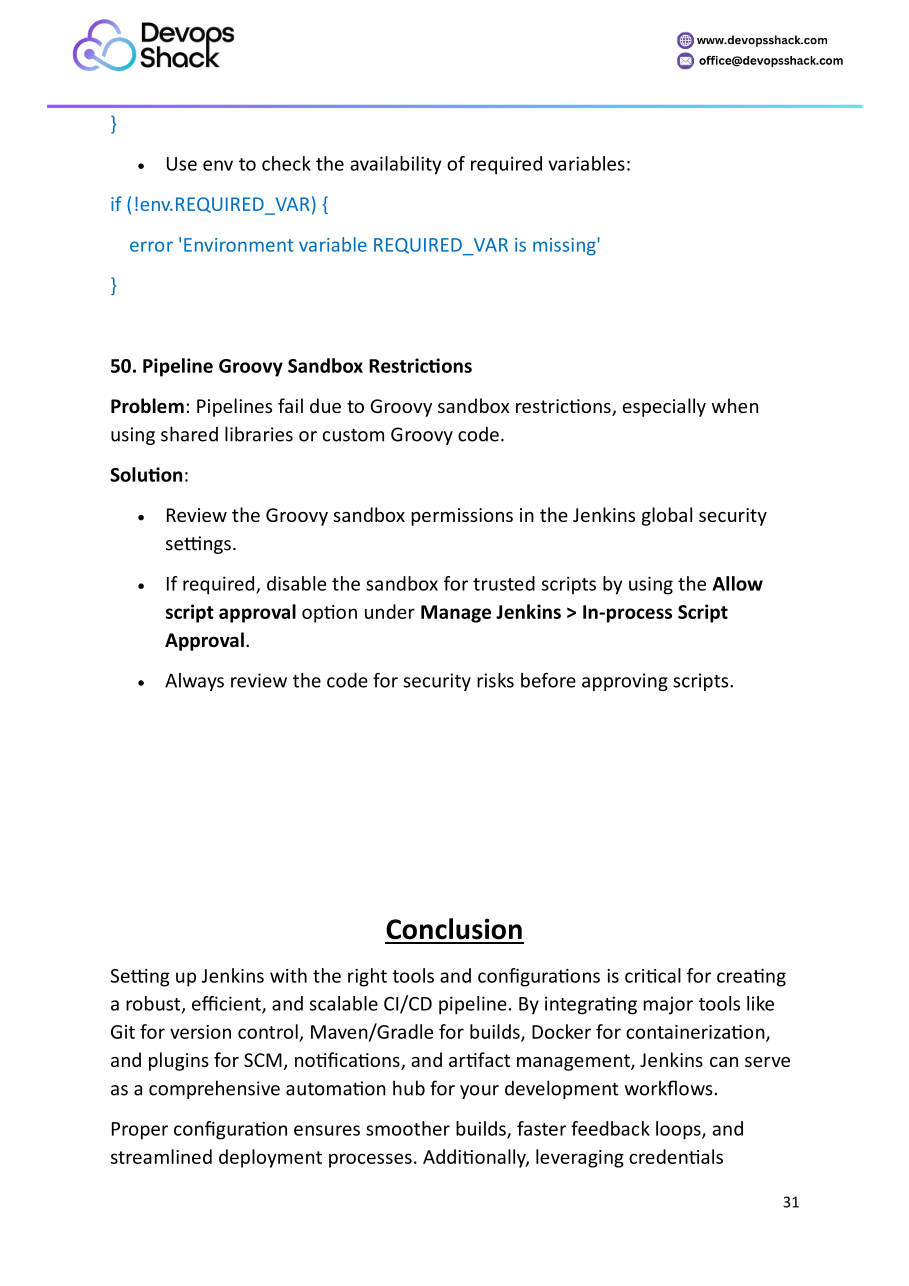 Devops
Shack
www.devopsshack.com
office@devopsshack.com
}
• Use env to check the availability of required variables:
if (!env.REQUIRED_VAR) {
error 'Environment variable REQUIRED_VAR is missing'
}
50. Pipeline Groovy Sandbox Restrictions
Problem: Pipelines fail due to Groovy sandbox restrictions, especially when
using shared libraries or custom Groovy code.
Solution:
• Review the Groovy sandbox permissions in the Jenkins global security
settings.
• If required, disable the sandbox for trusted scripts by using the Allow
script approval option under Manage Jenkins > In-process Script
Approval.
• Always review the code for security risks before approving scripts.
Conclusion
Setting up Jenkins with the right tools and configurations is critical for creating
a robust, efficient, and scalable CI/CD pipeline. By integrating major tools like
Git for version control, Maven/Gradle for builds, Docker for containerization,
and plugins for SCM, notifications, and artifact management, Jenkins can serve
as a comprehensive automation hub for your development workflows.
Proper configuration ensures smoother builds, faster feedback loops, and
streamlined deployment processes. Additionally, leveraging credentials
31